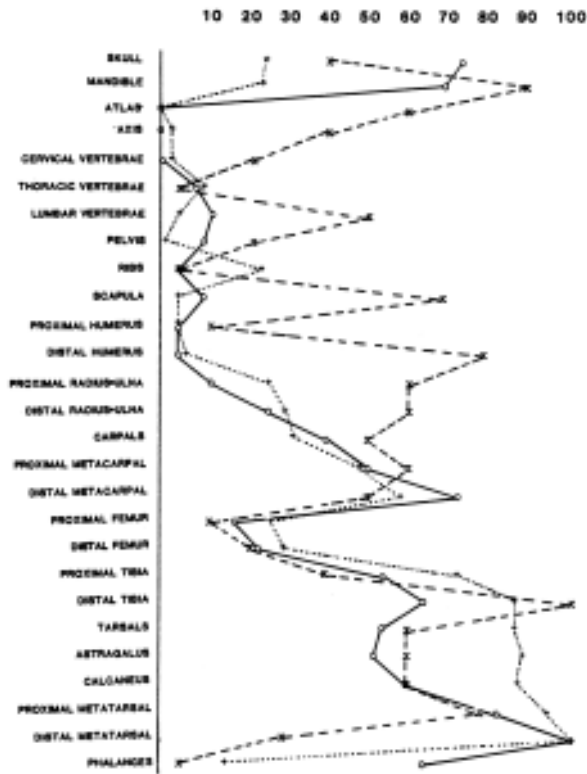 10 20 30 40 50 60 70 80 90 100
SKULL
MANDIBLE
ATLAS
AXIS
CERVICAL VERTEBRAE
THORACIC VERTEBRAE
LUMBAR VERTEBRAE
PELVIS
RIBS
SCAPULA
PROXIMAL HUMERUS
DISTAL HUMERUS
PROXIMAL RADIUS-ULNA
DISTAL RADIUS-ULNA
CARPALS
PROXIMAL METACARPAL
DISTAL METACARPAL
PROXIMAL FEMUR
DISTAL FEMUR
PROXIMAL TIBIA
DISTAL TIBIA
TARSALS
ASTRAGALUS
CALCANEUS
PROXIMAL METATARSAL
DISTAL METATARSAL
PHALANGES